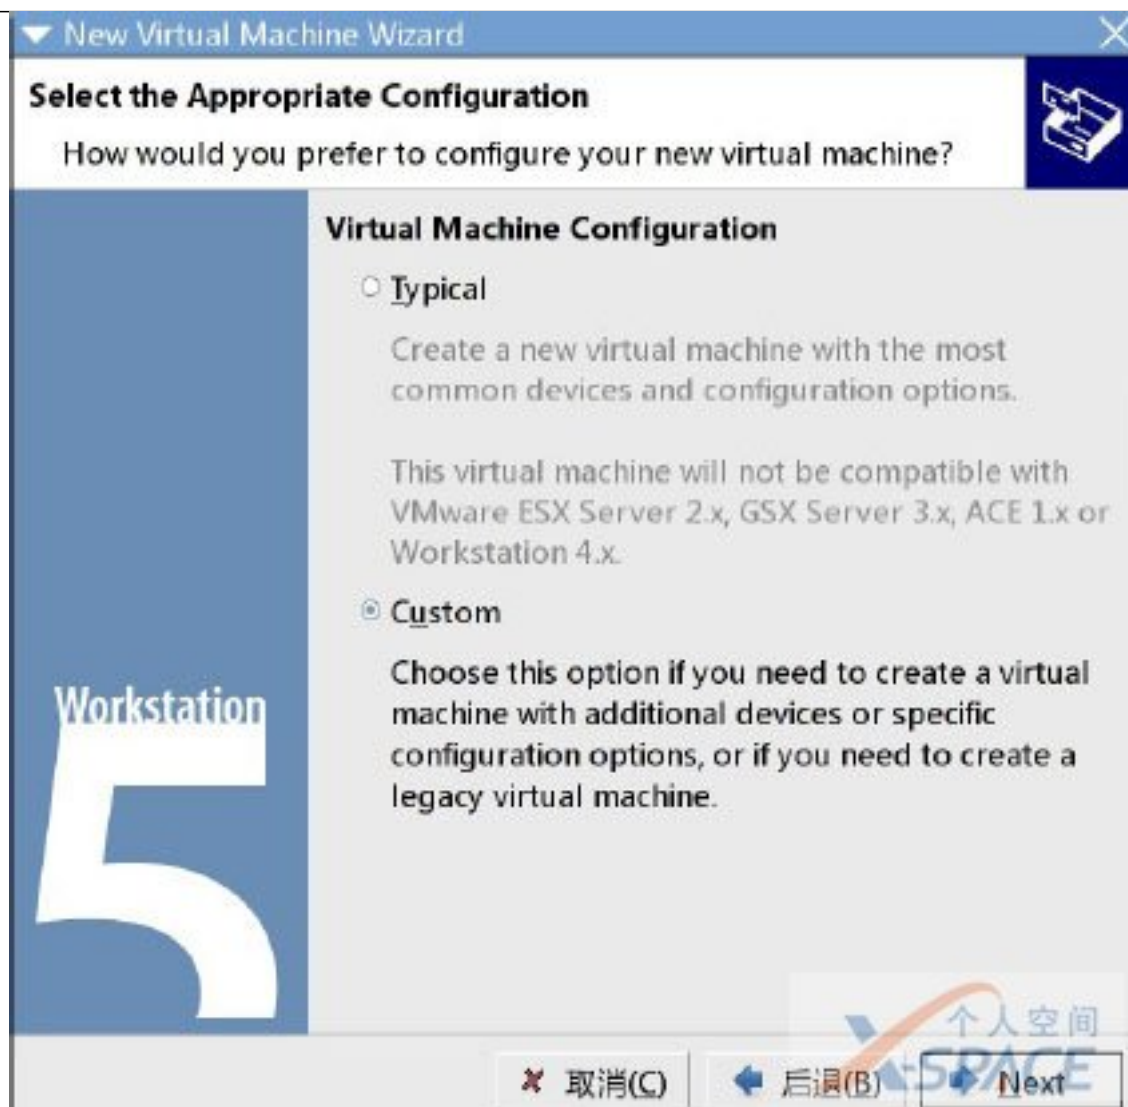 New Virtual Machine Wizard
Select the Appropriate Configuration
How would you prefer to configure your new virtual machine?
Virtual Machine Configuration
Typical
Create a new virtual machine with the most
common devices and configuration options.
This virtual machine will not be compatible with
VMware ESX Server 2.x, GSX Server 3.x, ACE 1.x or
Workstation 4.x.
Custom
Choose this option if you need to create a virtual
machine with additional devices or specific
configuration options, or if you need to create a
legacy virtual machine.
Workstation
5
个人空间
X-SPACE
取消(C)
后退(B)
Next